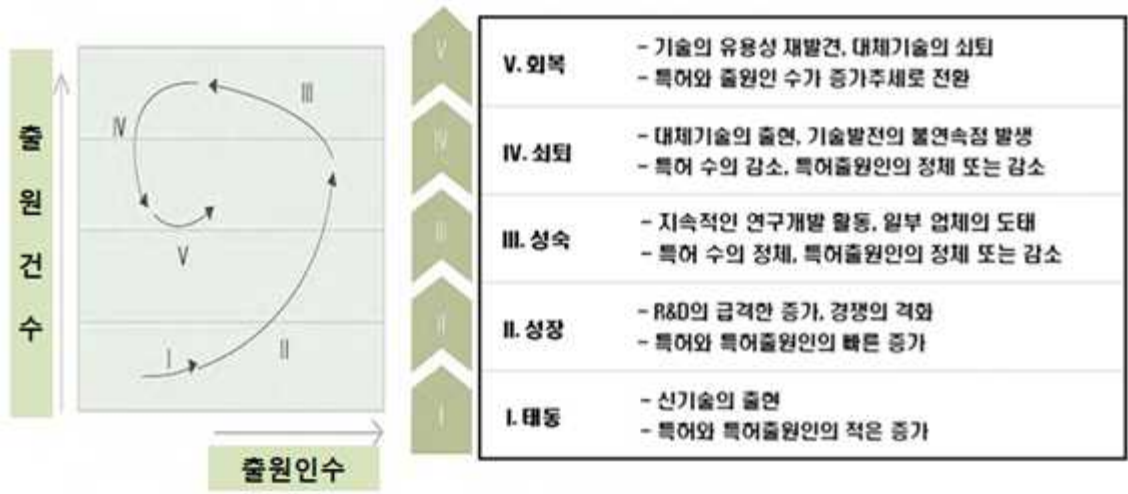 출원건수
III
IV
V
I
II
출원인수
V
IV
III
II
I
V. 회복
- 기술의 유용성 재발견, 대체기술의 쇠퇴
- 특허와 출원인 수가 증가추세로 전환
IV. 쇠퇴
- 대체기술의 출현, 기술발전의 불연속점 발생
- 특허 수의 감소, 특허출원인의 정체 또는 감소
III. 성숙
- 지속적인 연구개발 활동, 일부 업체의 도태
- 특허 수의 정체, 특허출원인의 정체 또는 감소
II. 성장
- R&D의 급격한 증가, 경쟁의 격화
- 특허와 특허출원인의 빠른 증가
I. 태동
- 신기술의 출현
- 특허와 특허출원인의 적은 증가